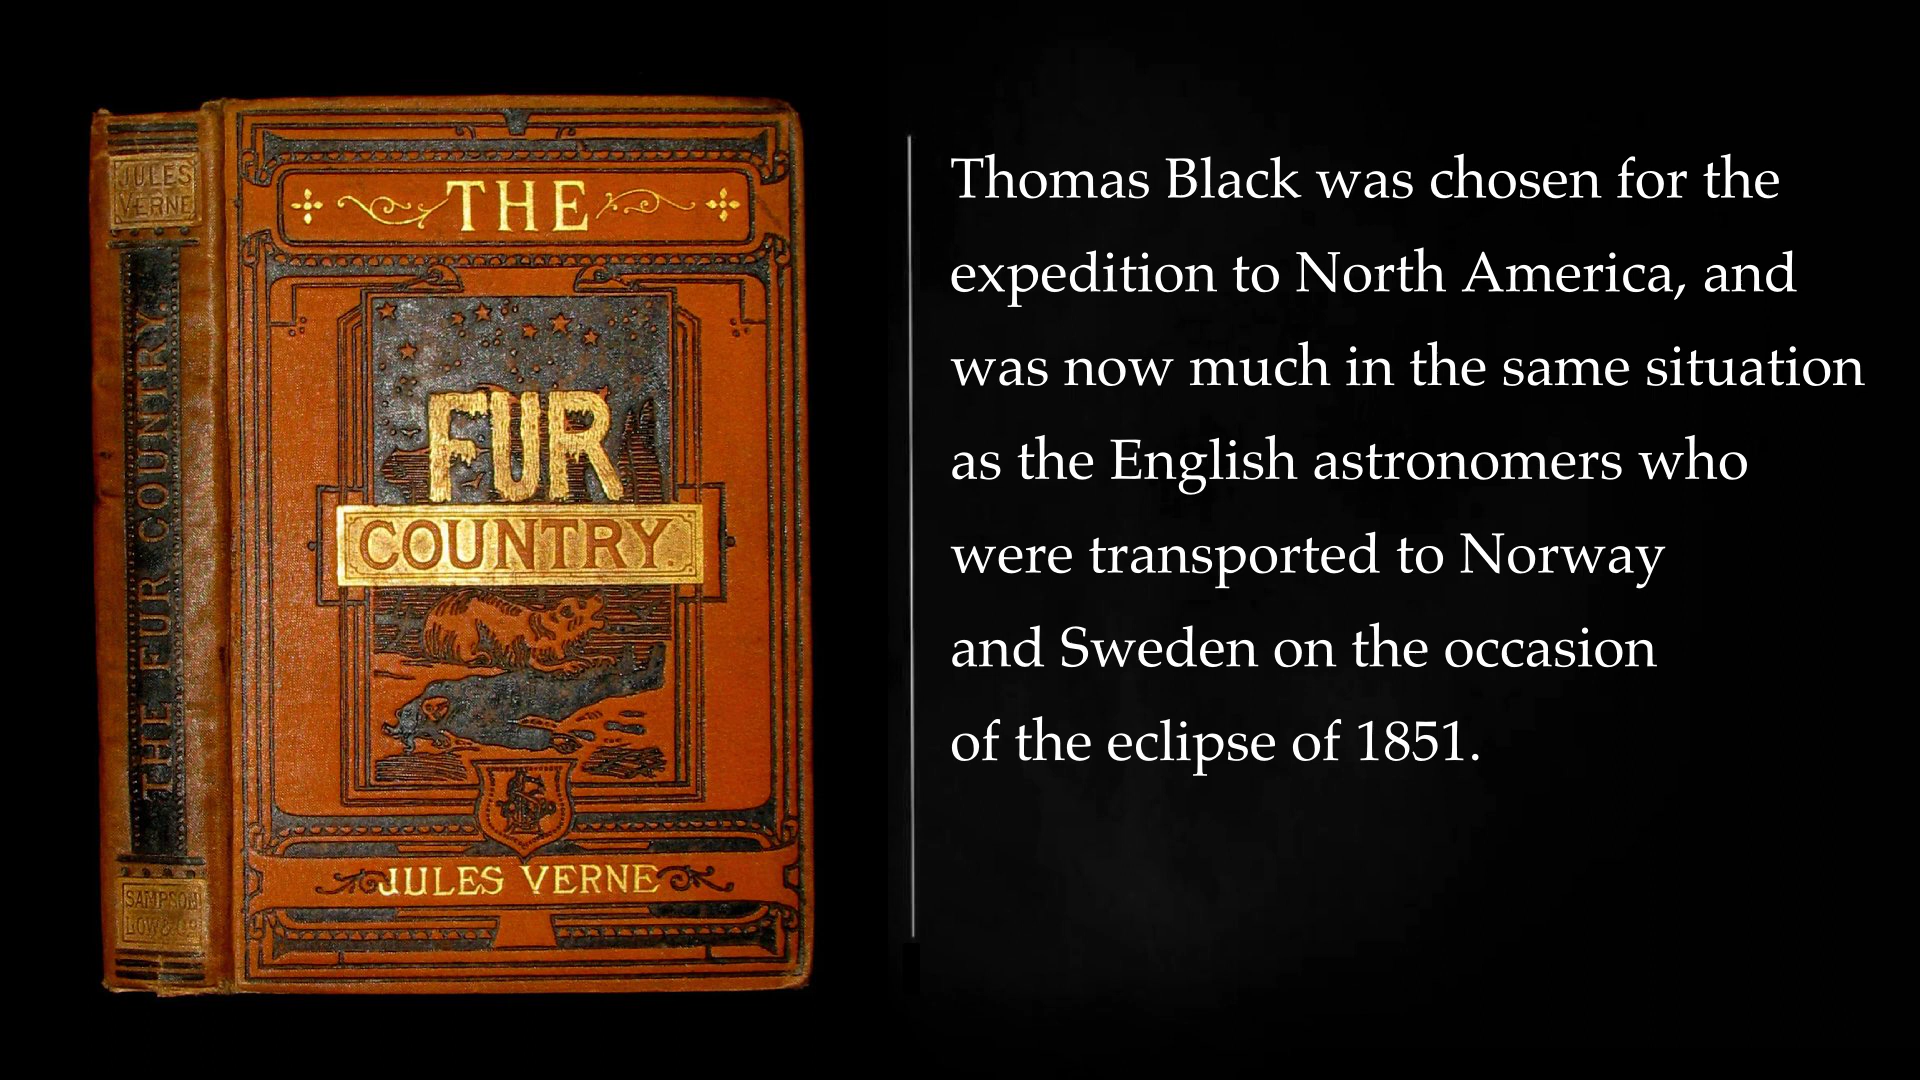 JULES
VERNE
THE FUR COUNTRY.
SAMPSON
LOW & Co
THE
FUR
COUNTRY.
JULES VERNE
Thomas Black was chosen for the
expedition to North America, and
was now much in the same situation
as the English astronomers who
were transported to Norway
and Sweden on the occasion
of the eclipse of 1851.